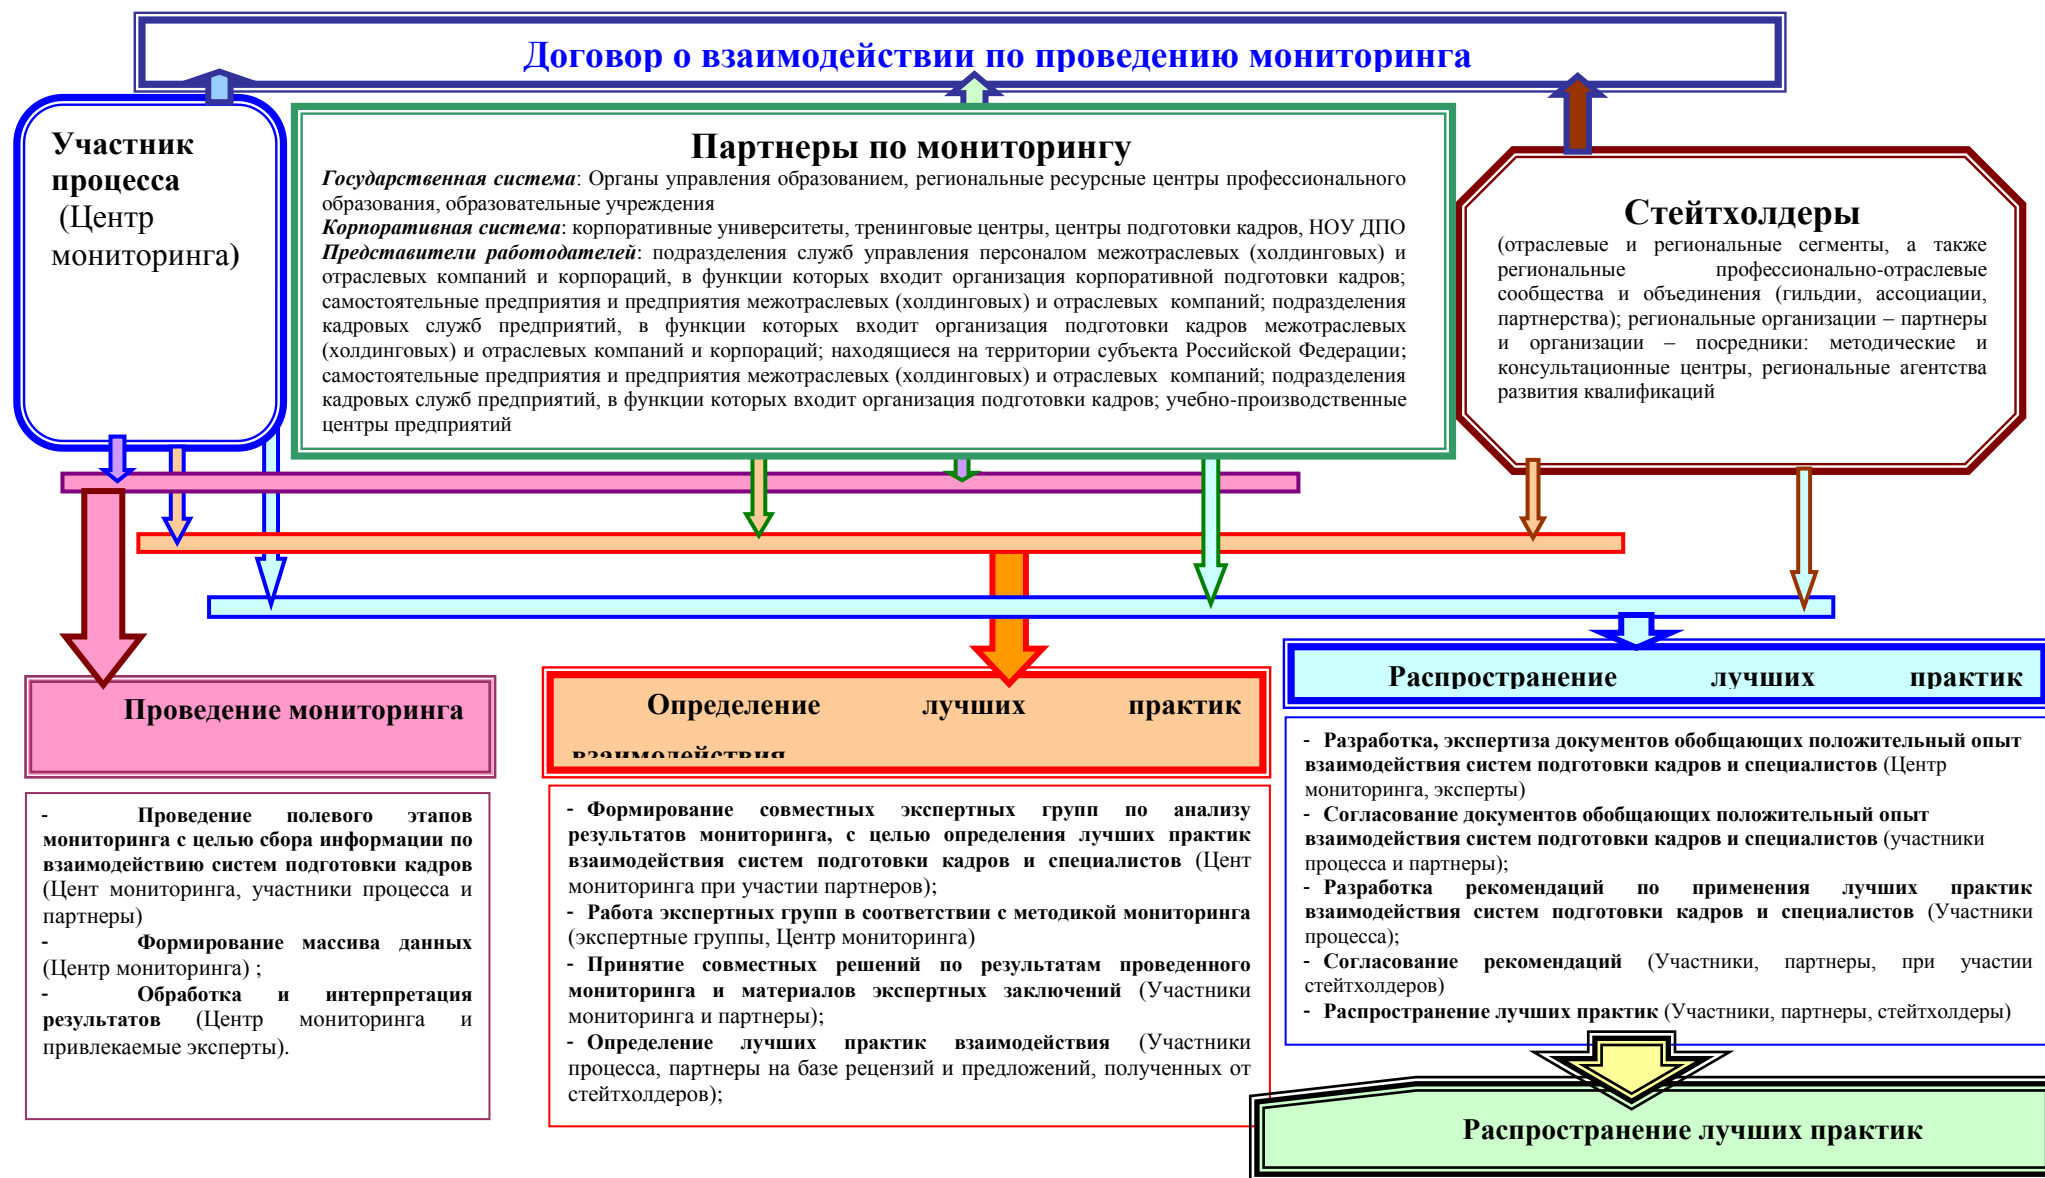 Договор о взаимодействии по проведению мониторинга
Участник
процесса
(Центр
мониторинга)
Партнеры по мониторингу
Государственная система: Органы управления образованием, региональные ресурсные центры профессионального
образования, образовательные учреждения
Корпоративная система: корпоративные университеты, тренинговые центры, центры подготовки кадров, НОУ ДПО
Представители работодателей: подразделения служб управления персоналом межотраслевых (холдинговых) и
отраслевых компаний и корпораций, в функции которых входит организация корпоративной подготовки кадров;
самостоятельные предприятия и предприятия межотраслевых (холдинговых) и отраслевых компаний; подразделения
кадровых служб предприятий, в функции которых входит организация подготовки кадров межотраслевых
(холдинговых) и отраслевых компаний и корпораций; находящиеся на территории субъекта Российской Федерации;
самостоятельные предприятия и предприятия межотраслевых (холдинговых) и отраслевых компаний; подразделения
кадровых служб предприятий, в функции которых входит организация подготовки кадров; учебно-производственные
центры предприятий
Стейтхолдеры
(отраслевые и региональные сегменты, а также
региональные профессионально-отраслевые
сообщества и объединения (гильдии, ассоциации,
партнерства); региональные организации – партнеры
и организации – посредники: методические и
консультационные центры, региональные агентства
развития квалификаций
Проведение мониторинга
- Проведение полевого этапов
мониторинга с целью сбора информации по
взаимодействию систем подготовки кадров
(Цент мониторинга, участники процесса и
партнеры)
- Формирование массива данных
(Центр мониторинга) ;
- Обработка и интерпретация
результатов (Центр мониторинга и
привлекаемые эксперты).
Определение лучших практик
взаимодействия
- Формирование совместных экспертных групп по анализу
результатов мониторинга, с целью определения лучших практик
взаимодействия систем подготовки кадров и специалистов (Цент
мониторинга при участии партнеров);
- Работа экспертных групп в соответствии с методикой мониторинга
(экспертные группы, Центр мониторинга)
- Принятие совместных решений по результатам проведенного
мониторинга и материалов экспертных заключений (Участники
мониторинга и партнеры);
- Определение лучших практик взаимодействия (Участники
процесса, партнеры на базе рецензий и предложений, полученных от
стейтхолдеров);
Распространение лучших практик
- Разработка, экспертиза документов обобщающих положительный опыт
взаимодействия систем подготовки кадров и специалистов (Центр
мониторинга, эксперты)
- Согласование документов обобщающих положительный опыт
взаимодействия систем подготовки кадров и специалистов (участники
процесса и партнеры);
- Разработка рекомендаций по применения лучших практик
взаимодействия систем подготовки кадров и специалистов (Участники
процесса);
- Согласование рекомендаций (Участники, партнеры, при участии
стейтхолдеров)
- Распространение лучших практик (Участники, партнеры, стейтхолдеры)
Распространение лучших практик